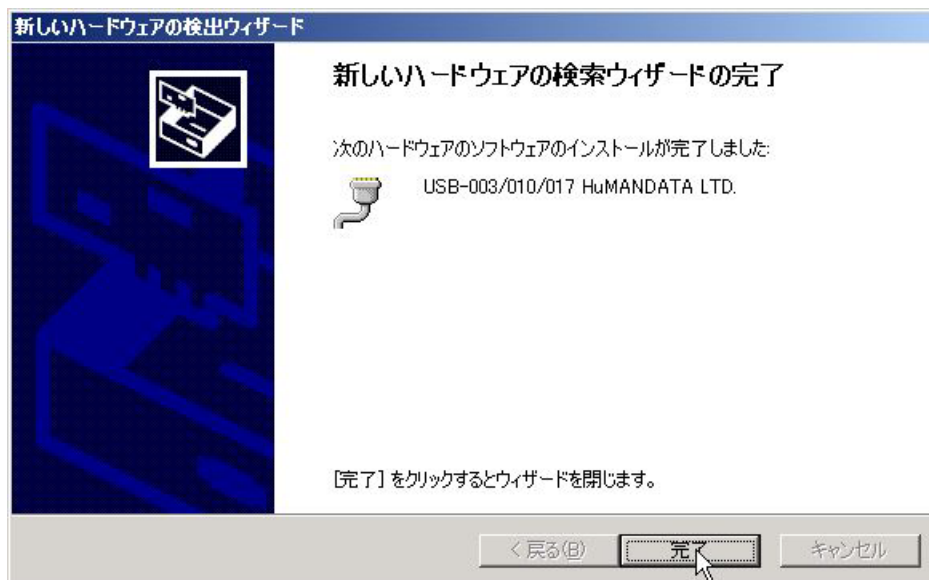 新しいハードウェアの検出ウィザード
新しいハードウェアの検索ウィザードの完了
次のハードウェアのソフトウェアのインストールが完了しました:
USB-003/010/017 HuMANDATA LTD.
[完了] をクリックするとウィザードを閉じます。
< 戻る(B)
完了
キャンセル